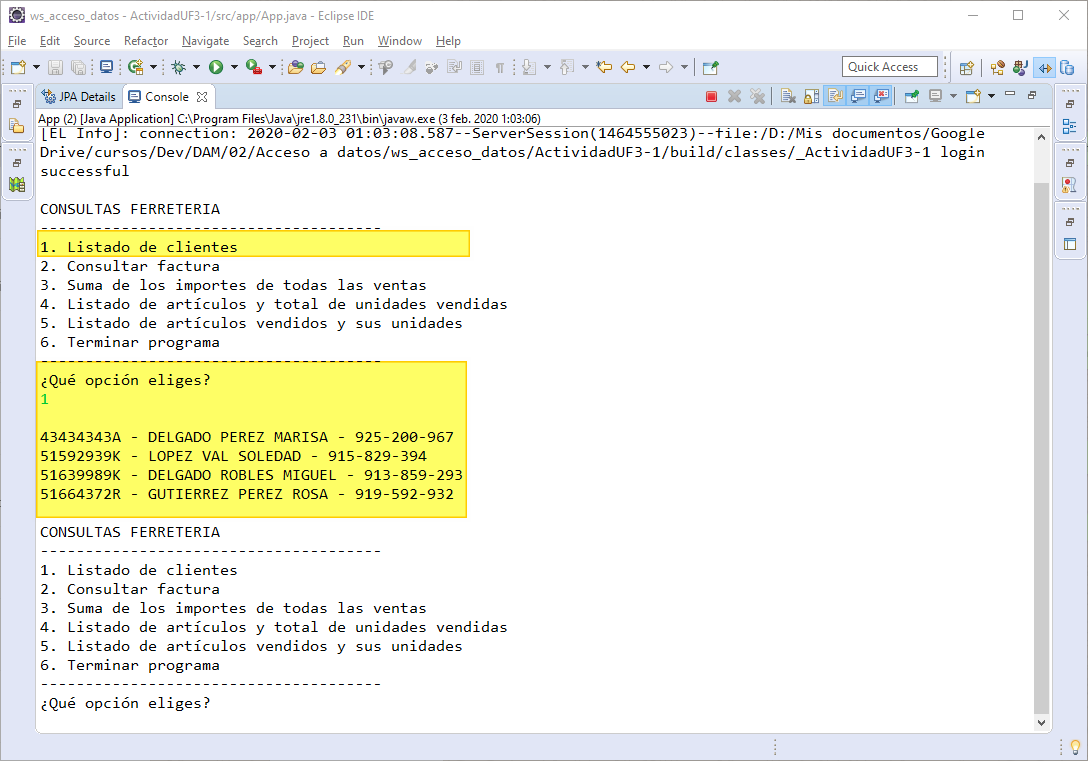 ws_acceso_datos - ActividadUF3-1/src/app/App.java - Eclipse IDE
File Edit Source Refactor Navigate Search Project Run Window Help
Quick Access
JPA Details Console
App (2) [Java Application] C:\Program Files\Java\jre1.8.0_231\bin\javaw.exe (3 feb. 2020 1:03:06)
[EL Info]: connection: 2020-02-03 01:03:08.587--ServerSession(1464555023)--file:/D:/Mis documentos/Google
Drive/cursos/Dev/DAM/02/Acceso a datos/ws_acceso_datos/ActividadUF3-1/build/classes/_ActividadUF3-1 login
successful
CONSULTAS FERRETERIA
--------------------------------------
1. Listado de clientes
2. Consultar factura
3. Suma de los importes de todas las ventas
4. Listado de artículos y total de unidades vendidas
5. Listado de artículos vendidos y sus unidades
6. Terminar programa
--------------------------------------
¿Qué opción eliges?
1
43434343A - DELGADO PEREZ MARISA - 925-200-967
51592939K - LOPEZ VAL SOLEDAD - 915-829-394
51639989K - DELGADO ROBLES MIGUEL - 913-859-293
51664372R - GUTIERREZ PEREZ ROSA - 919-592-932
CONSULTAS FERRETERIA
--------------------------------------
1. Listado de clientes
2. Consultar factura
3. Suma de los importes de todas las ventas
4. Listado de artículos y total de unidades vendidas
5. Listado de artículos vendidos y sus unidades
6. Terminar programa
--------------------------------------
¿Qué opción eliges?